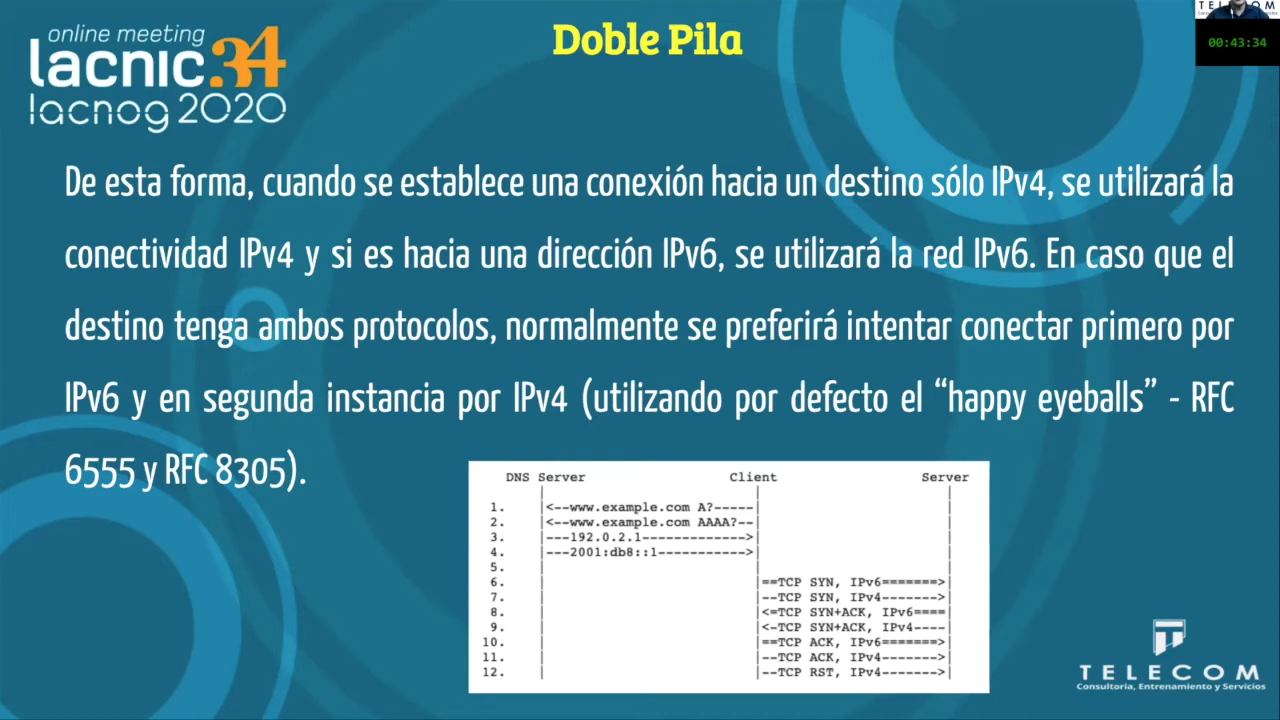 online meeting
lacnic.34
lacnog 2020
Doble Pila
TELECOM
00:43:34
De esta forma, cuando se establece una conexión hacia un destino sólo IPv4, se utilizará la
conectividad IPv4 y si es hacia una dirección IPv6, se utilizará la red IPv6. En caso que el
destino tenga ambos protocolos, normalmente se preferirá intentar conectar primero por
IPv6 y en segunda instancia por IPv4 (utilizando por defecto el “happy eyeballs” - RFC
6555 y RFC 8305).
DNS Server Client Server
1. <--www.example.com A?-----
2. <--www.example.com AAAA?--
3. ---192.0.2.1------------->
4. ---2001:db8::1----------->
5.
6. ==TCP SYN, IPv6=======>
7. --TCP SYN, IPv4------->
8. <=TCP SYN+ACK, IPv6====
9. <-TCP SYN+ACK, IPv4----
10. ==TCP ACK, IPv6=======>
11. --TCP ACK, IPv4------->
12. --TCP RST, IPv4------->
TELECOM
Consultoría, Entrenamiento y Servicios